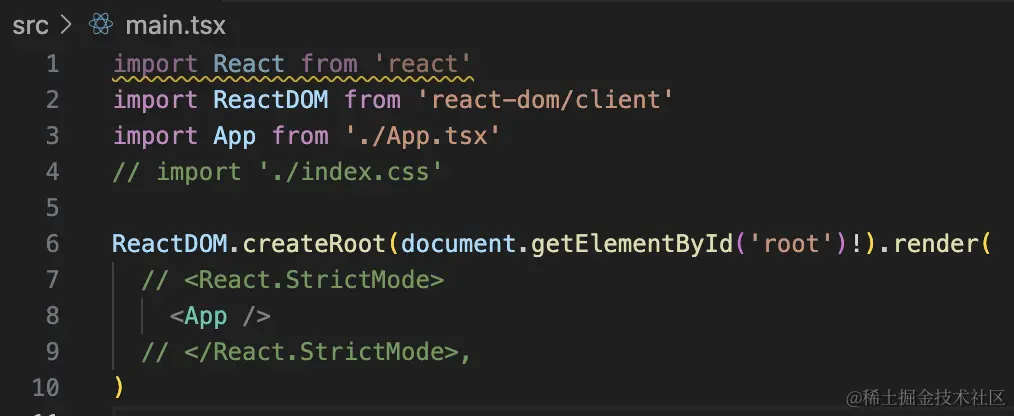 src > main.tsx
1 import React from 'react'
2 import ReactDOM from 'react-dom/client'
3 import App from './App.tsx'
4 // import './index.css'
5
6 ReactDOM.createRoot(document.getElementById('root')!).render(
7 // <React.StrictMode>
8 <App />
9 // </React.StrictMode>,
10 )
11
@稀土掘金技术社区